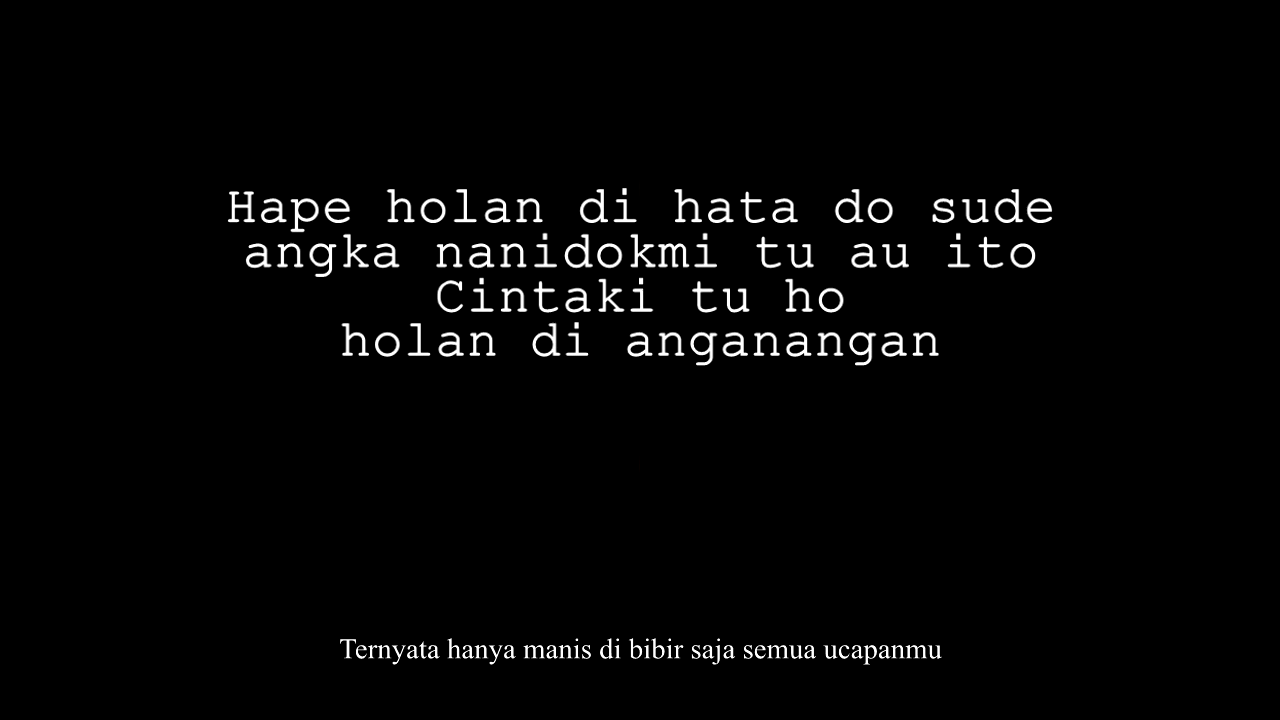 Hape holan di hata do sude
angka nanidokmi tu au ito
Cintaki tu ho
holan di anganangan
Ternyata hanya manis di bibir saja semua ucapanmu